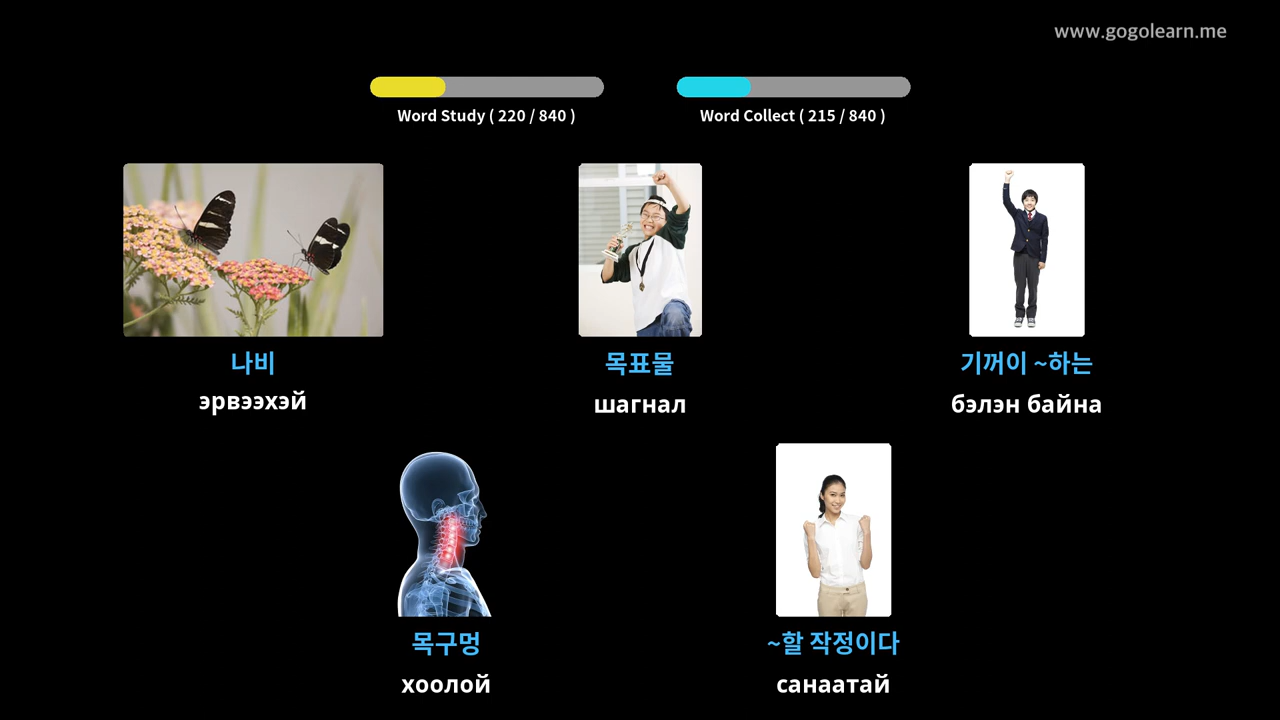 www.gogolearn.me
Word Study ( 220 / 840 )
Word Collect ( 215 / 840 )
나비
эрвээхэй
목표물
шагнал
기꺼이 ~하는
бэлэн байна
목구멍
хоолой
~할 작정이다
санаатай